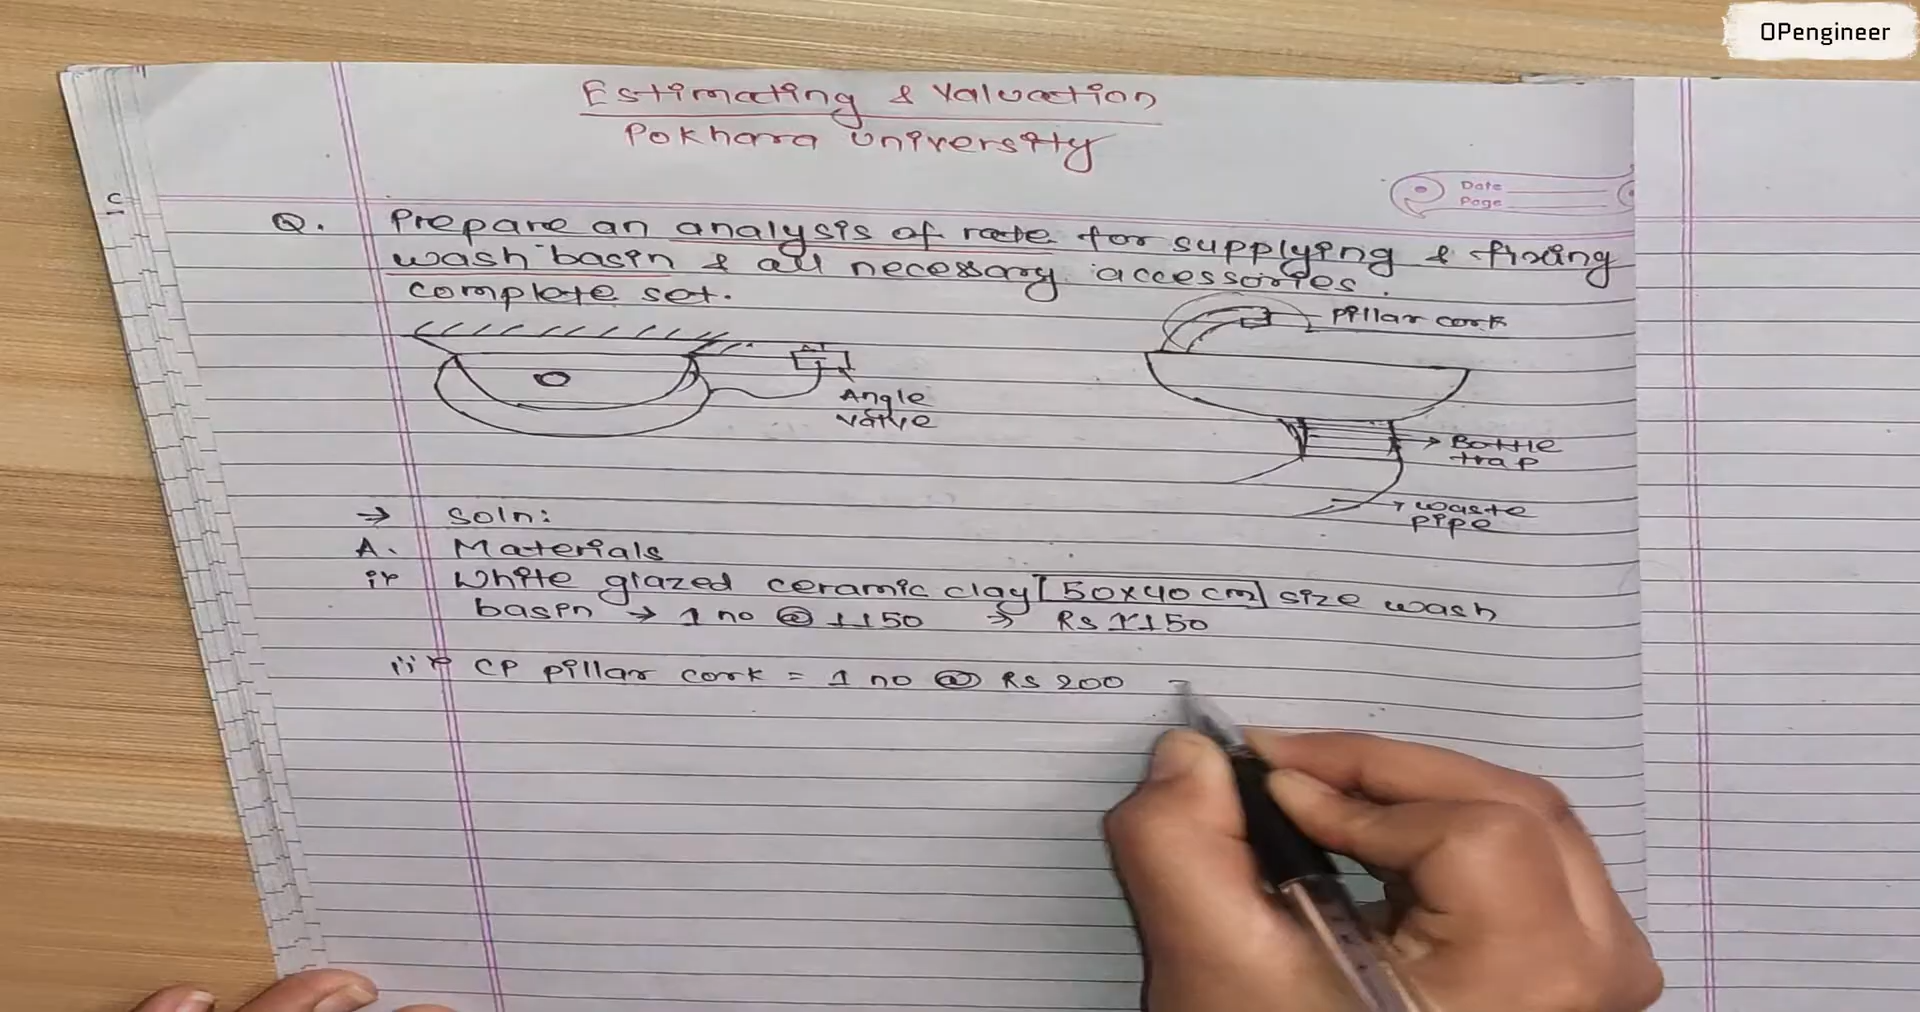 OPengineer
Estimating & Valuation
Pokhara University
Date
Page
c
Q. Prepare an analysis of rate for supplying & fixing
wash basin & all necessary accessories.
complete set.
Pillar cork
Angle
valve
Bottle
trap
waste
pipe
→ Soln:
A. Materials
i> White glazed ceramic clay [50x40 cm] size wash
basin → 1 no @ 1150 → Rs 1150
ii> CP pillar cork = 1 no @ Rs 200 =